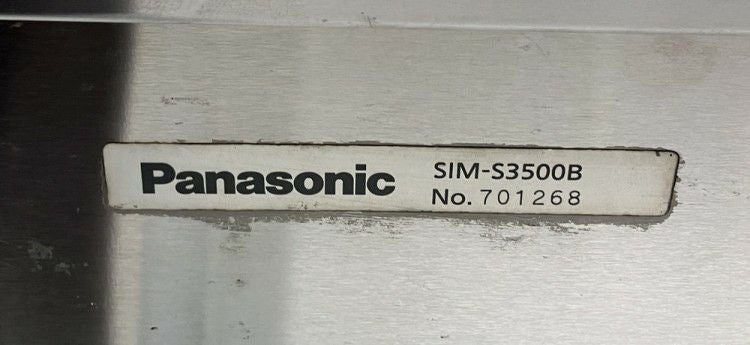 Panasonic
SIM-S3500B
No. 701268